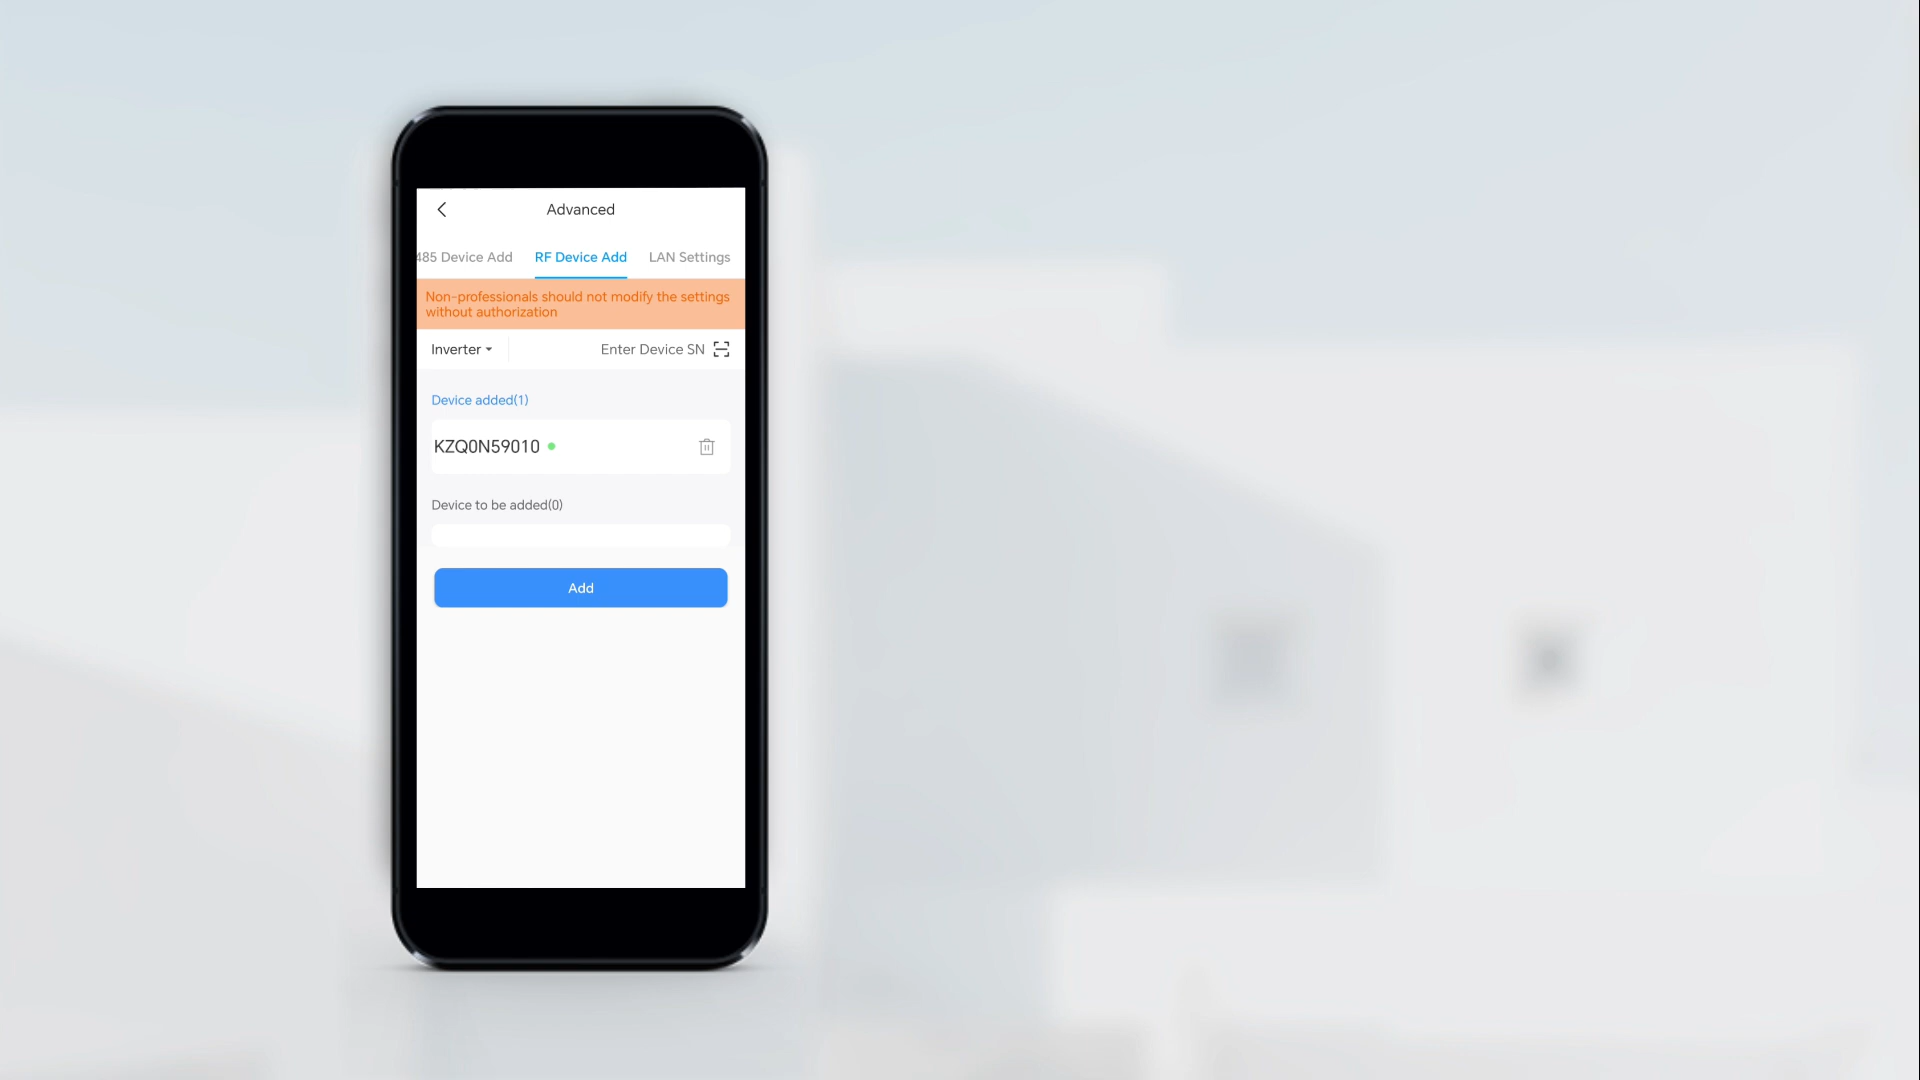 Advanced
485 Device Add RF Device Add LAN Settings
Non-professionals should not modify the settings
without authorization
Inverter Enter Device SN
Device added(1)
KZQ0N59010
Device to be added(0)
Add